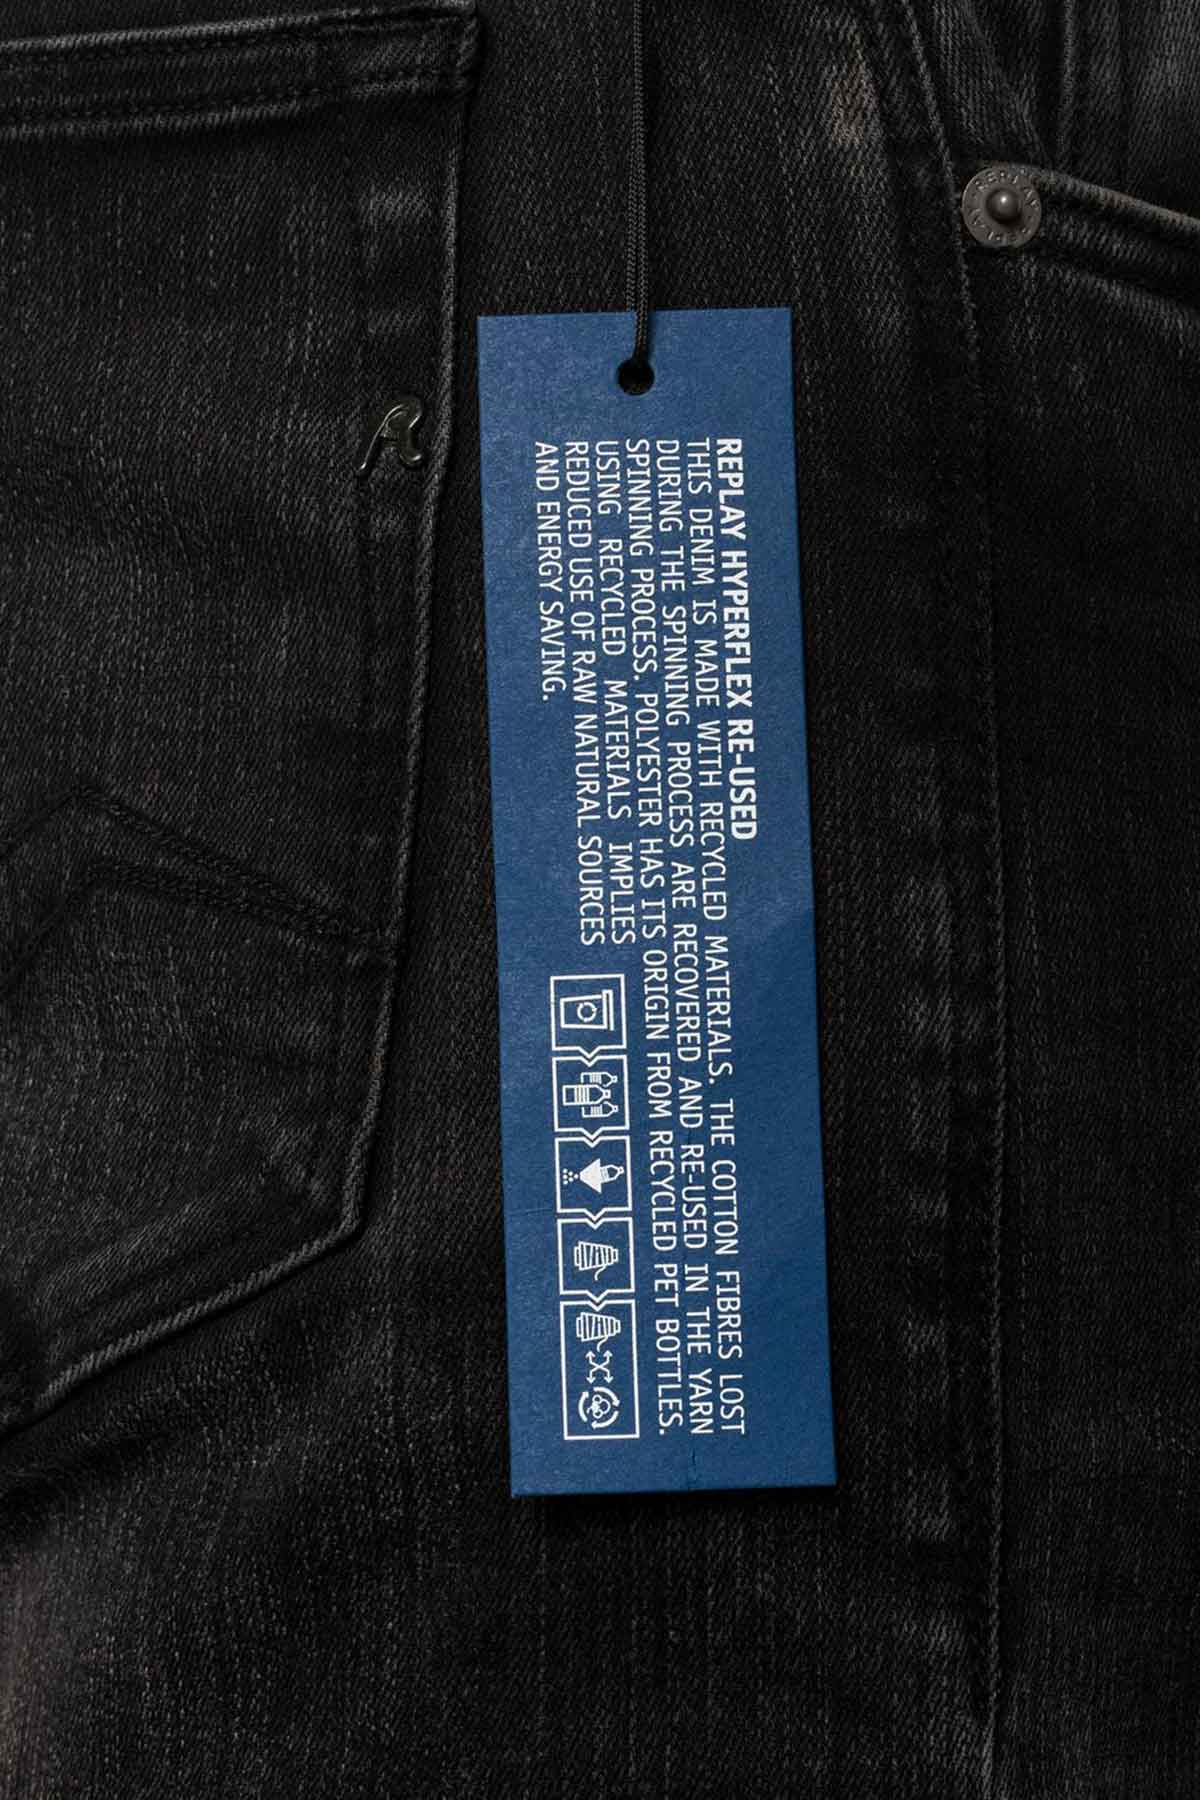 REPLAY HYPERFLEX RE-USED
THIS DENIM IS MADE WITH RECYCLED MATERIALS. THE COTTON FIBRES LOST
DURING THE SPINNING PROCESS ARE RECOVERED AND RE-USED IN THE YARN
SPINNING PROCESS. POLYESTER HAS ITS ORIGIN FROM RECYCLED PET BOTTLES.
USING RECYCLED MATERIALS IMPLIES
REDUCED USE OF RAW NATURAL SOURCES
AND ENERGY SAVING.
REPLAY
REPLAY